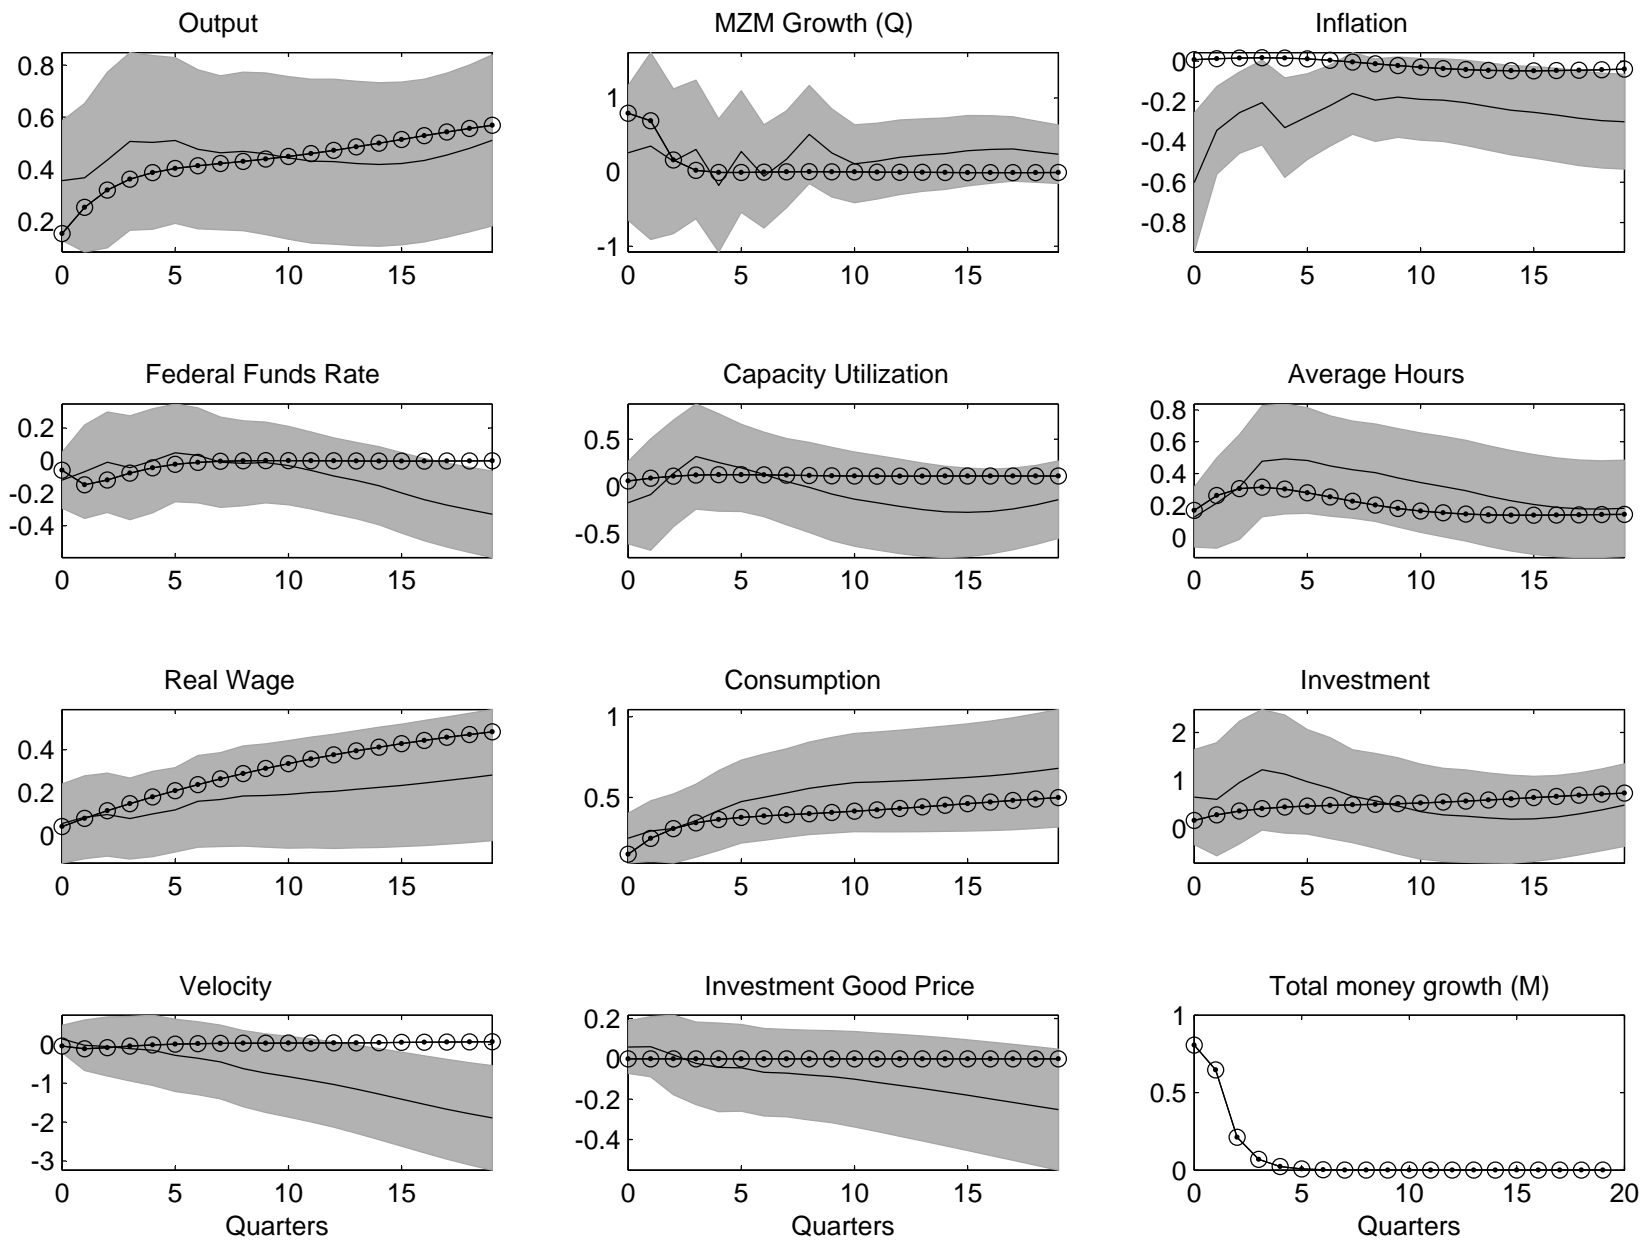 Output
0.8
0.6
0.4
0.2
0 5 10 15
MZM Growth (Q)
1
0
-1
0 5 10 15
Inflation
0
-0.2
-0.4
-0.6
-0.8
0 5 10 15 20
Federal Funds Rate
0.2
0
-0.2
-0.4
0 5 10 15
Capacity Utilization
0.5
0
-0.5
0 5 10 15
Average Hours
0.8
0.6
0.4
0.2
0
0 5 10 15 20
Real Wage
0.4
0.2
0
0 5 10 15
Consumption
1
0.5
0 5 10 15
Investment
2
1
0
0 5 10 15 20
Velocity
0
-1
-2
-3
0 5 10 15
Quarters
Investment Good Price
0.2
0
-0.2
-0.4
0 5 10 15
Quarters
Total money growth (M)
1
0.5
0
0 5 10 15 20
Quarters